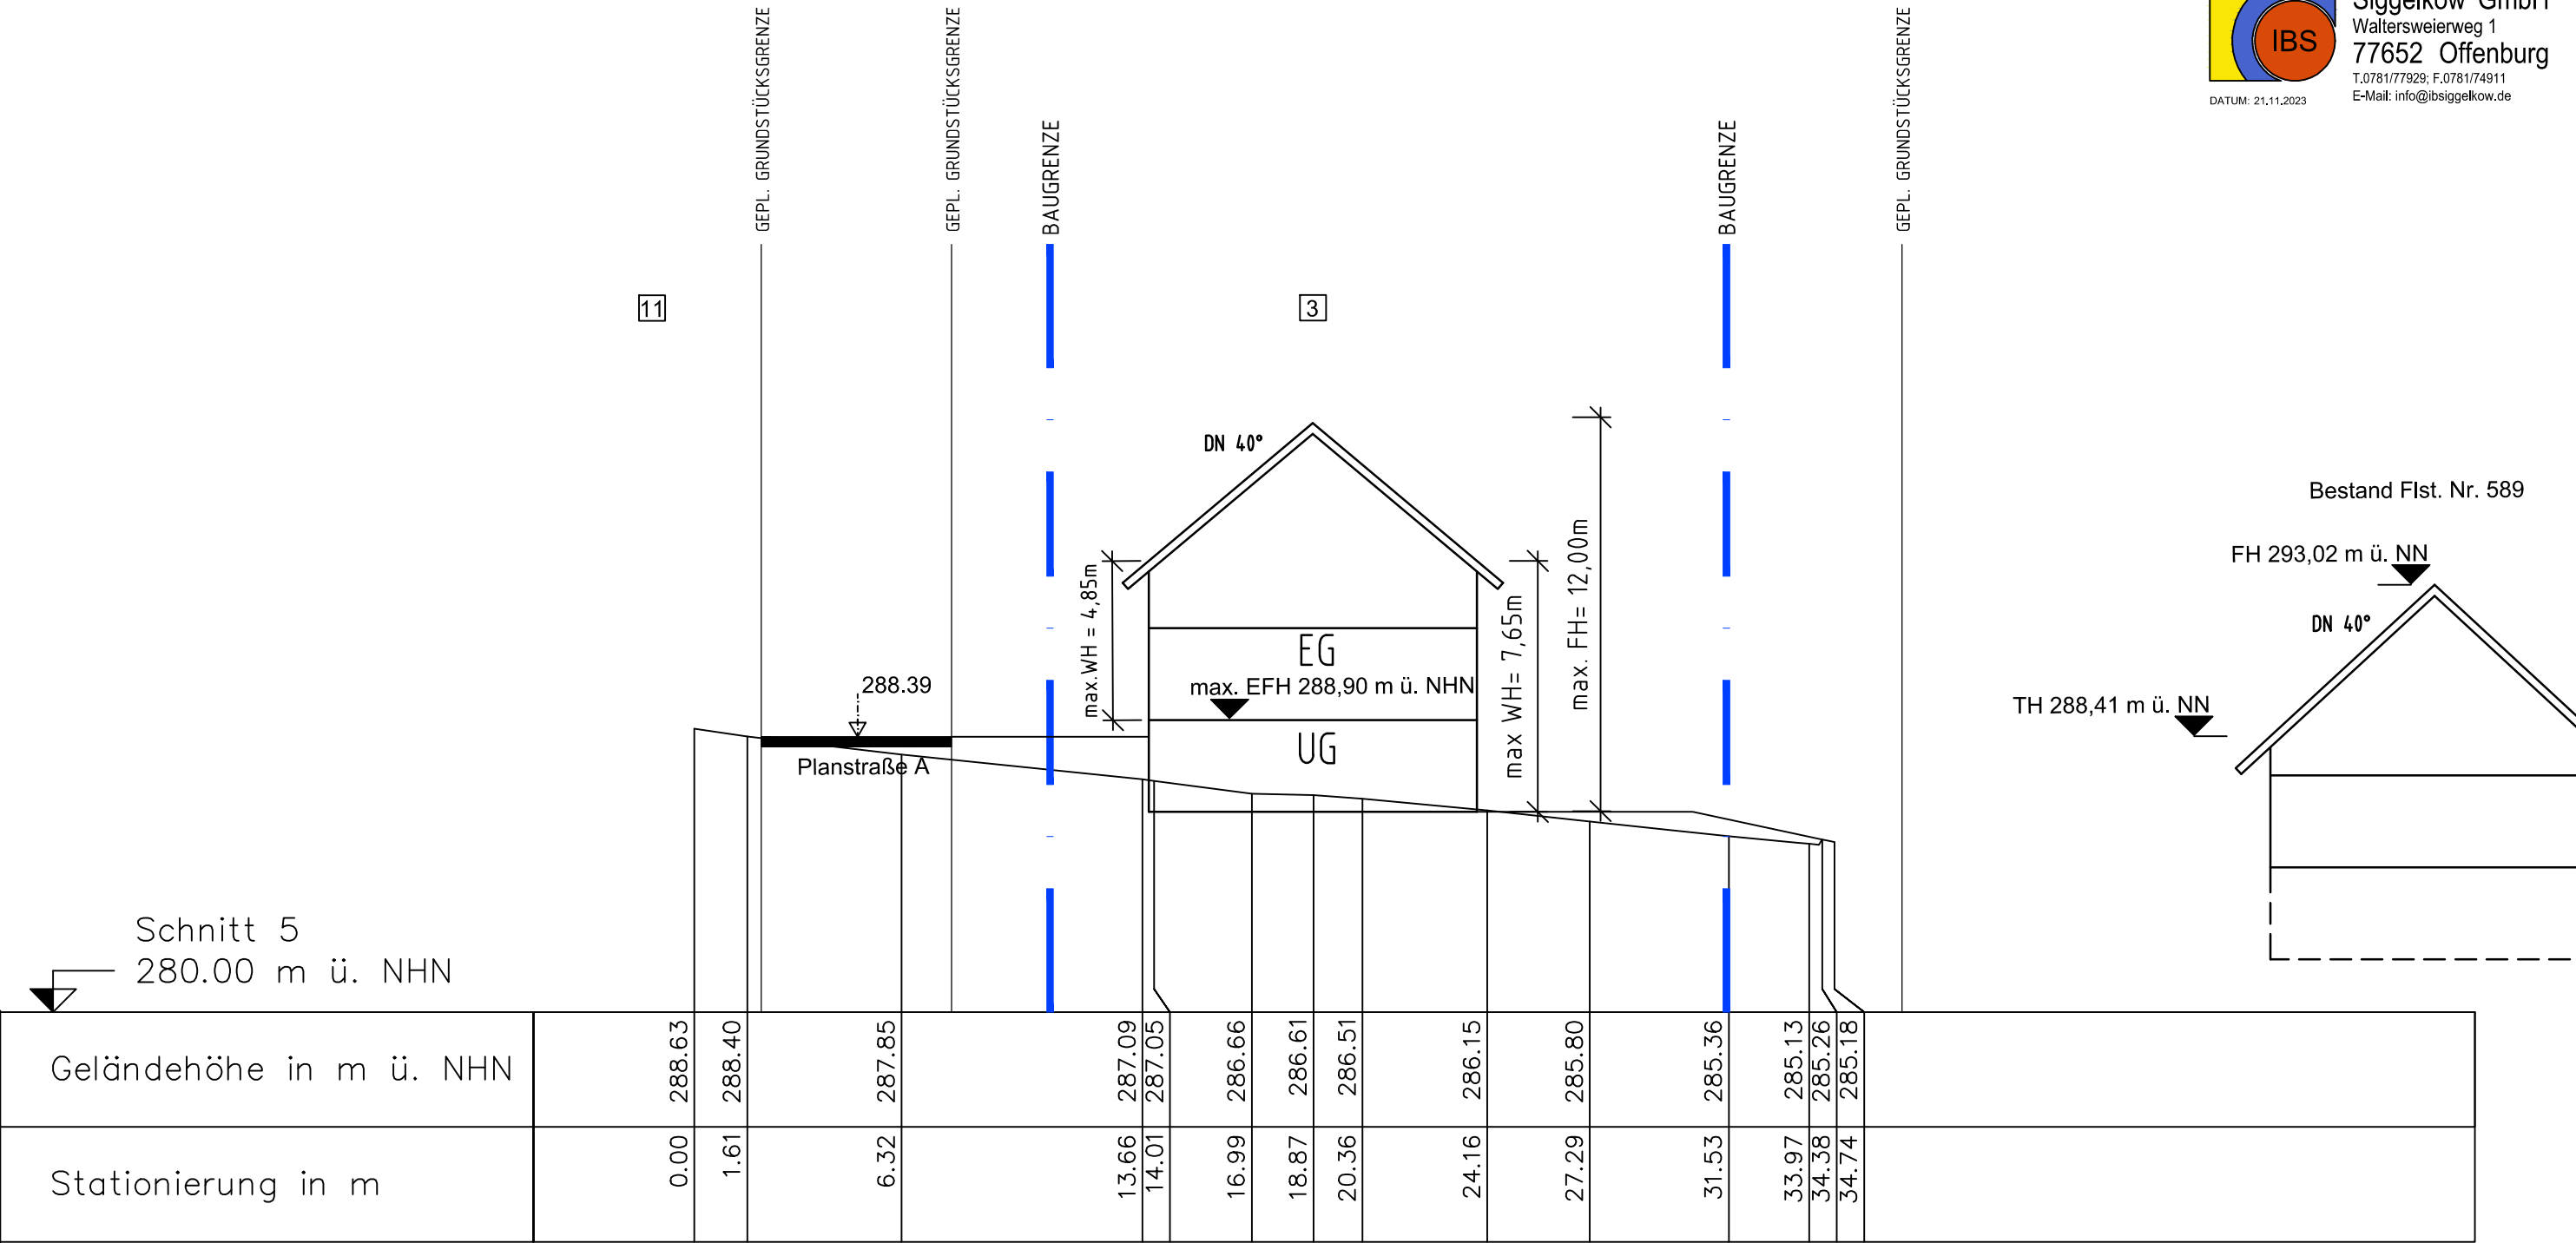 Siggelkow GmbH
Waltersweierweg 1
77652 Offenburg
T.0781/77929; F.0781/74911
E-Mail: info@ibsiggelkow.de
IBS
DATUM: 21.11.2023
GEPL. GRUNDSTÜCKSGRENZE
GEPL. GRUNDSTÜCKSGRENZE
BAUGRENZE
BAUGRENZE
GEPL. GRUNDSTÜCKSGRENZE
11
3
DN 40°
max.WH = 4,85m
EG
max. EFH 288,90 m ü. NHN
UG
max WH= 7,65m
max. FH= 12,00m
288.39
Planstraße A
Bestand Flst. Nr. 589
FH 293,02 m ü. NN
DN 40°
TH 288,41 m ü. NN
Schnitt 5
280.00 m ü. NHN
Geländehöhe in m ü. NHN
288.63
288.40
287.85
287.09
287.05
286.66
286.61
286.51
286.15
285.80
285.36
285.13
285.26
285.18
Stationierung in m
0.00
1.61
6.32
13.66
14.01
16.99
18.87
20.36
24.16
27.29
31.53
33.97
34.38
34.74